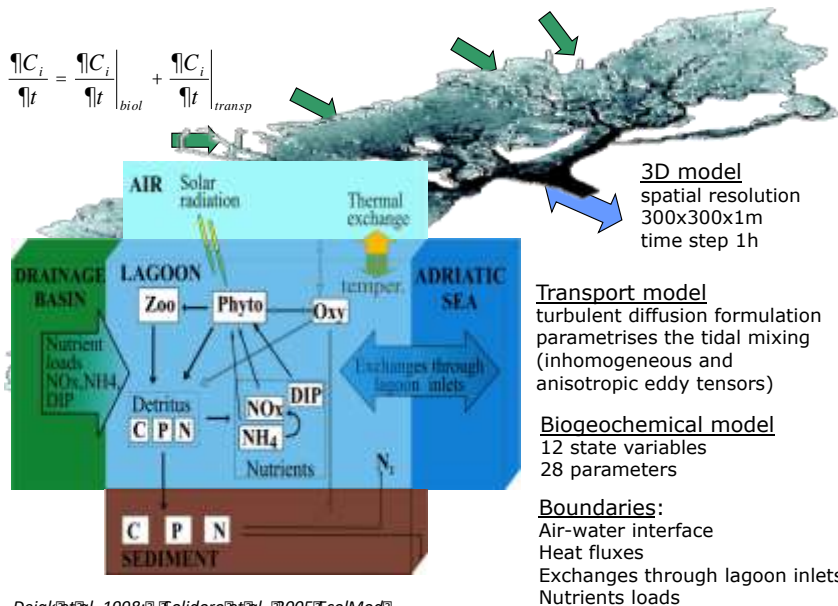 ¶C_i/¶t = ¶C_i/¶t |biol + ¶C_i/¶t |transp
3D model
spatial resolution
300x300x1m
time step 1h
AIR
Solar radiation
Thermal exchange
temper.
DRAINAGE BASIN
LAGOON
ADRIATIC SEA
Zoo
Phyto
Oxy
Nutrient loads
NOx,NH4,
DIP
Exchanges through lagoon inlets
Detritus
C P N
NOx
DIP
NH4
Nutrients
C P N
SEDIMENT
Transport model
turbulent diffusion formulation
parametrises the tidal mixing
(inhomogeneous and
anisotropic eddy tensors)
Biogeochemical model
12 state variables
28 parameters
Boundaries:
Air-water interface
Heat fluxes
Exchanges through lagoon inlets
Nutrients loads